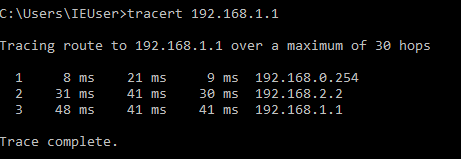 C:\Users\IEUser>tracert 192.168.1.1
Tracing route to 192.168.1.1 over a maximum of 30 hops
1 8 ms 21 ms 9 ms 192.168.0.254
2 31 ms 41 ms 30 ms 192.168.2.2
3 48 ms 41 ms 41 ms 192.168.1.1
Trace complete.